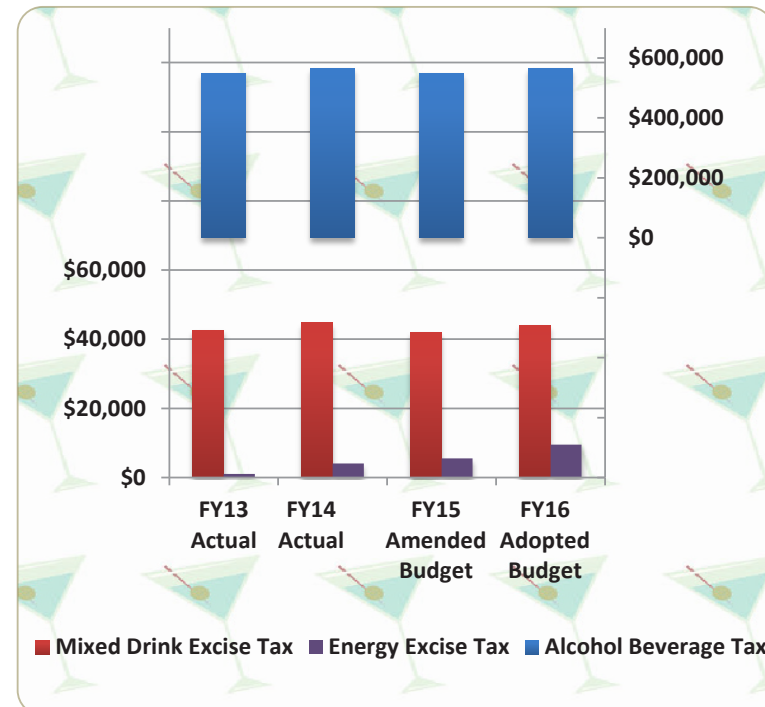 $600,000
$400,000
$200,000
$0
$60,000
$40,000
$20,000
$0
FY13 Actual
FY14 Actual
FY15 Amended Budget
FY16 Adopted Budget
Mixed Drink Excise Tax
Energy Excise Tax
Alcohol Beverage Tax